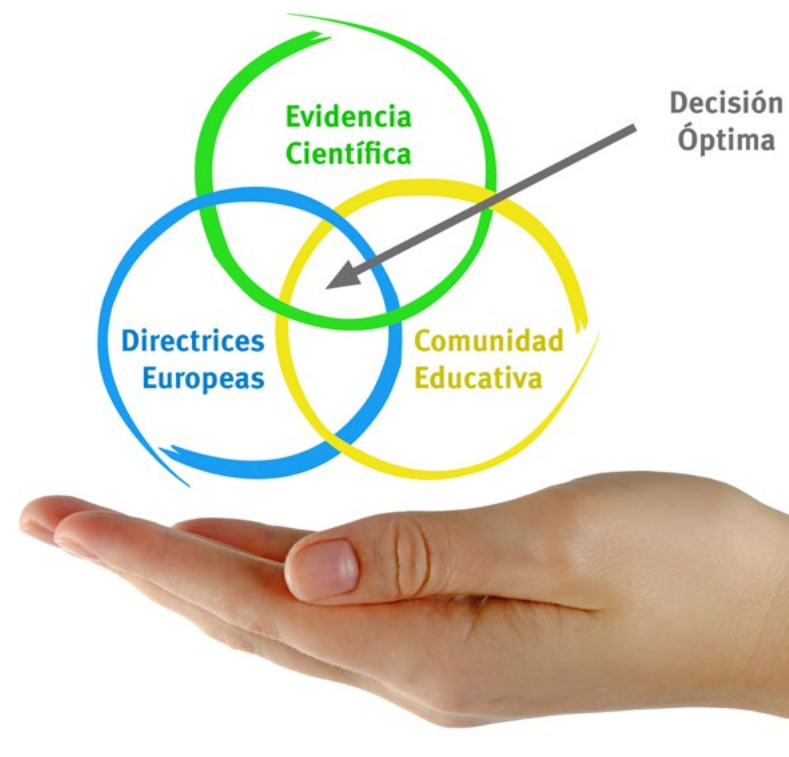 Evidencia
Científica
Decisión
Óptima
Directrices
Europeas
Comunidad
Educativa